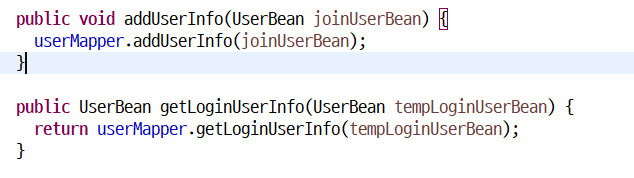 public void addUserInfo(UserBean joinUserBean) {
userMapper.addUserInfo(joinUserBean);
}
public UserBean getLoginUserInfo(UserBean tempLoginUserBean) {
return userMapper.getLoginUserInfo(tempLoginUserBean);
}